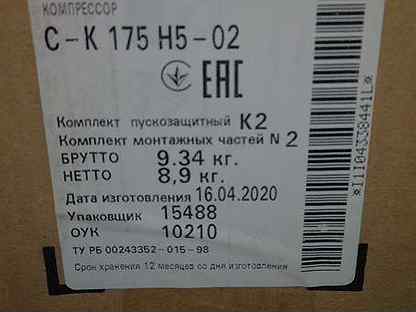 КОМПРЕССОР
С-К 175 Н5-02
ЕАС
Комплект пускозащитный К2
Комплект монтажных частей N 2
БРУТТО 9.34 кг.
НЕТТО 8,9 кг.
Дата изготовления 16.04.2020
Упаковщик 15488
ОУК 10210
ТУ РБ 00243352-015-98
Срок хранения 12 месяцев со дня изготовления